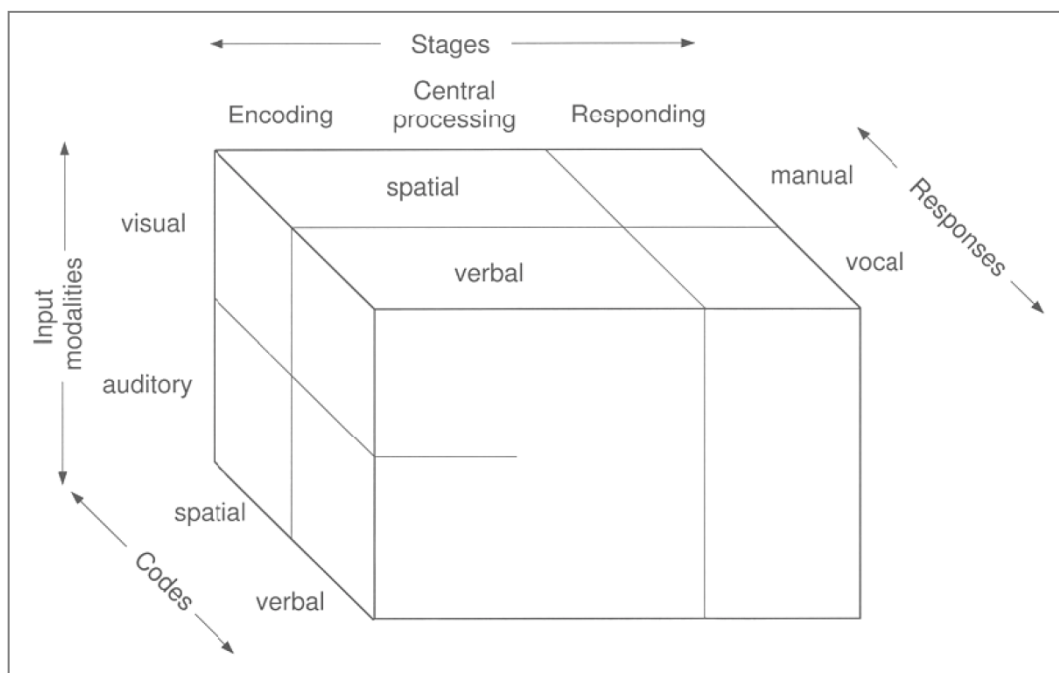 Stages
Encoding
Central
processing
Responding
spatial
manual
visual
Responses
verbal
vocal
Input
modalities
auditory
spatial
Codes
verbal